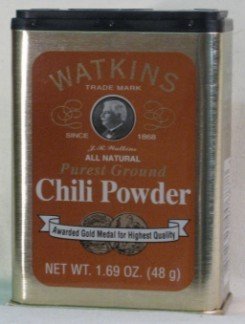 WATKINS
TRADE MARK
SINCE 1868
J.R. Watkins
ALL NATURAL
Purest Ground
Chili Powder
Awarded Gold Medal for Highest Quality
NET WT. 1.69 OZ. (48 g)